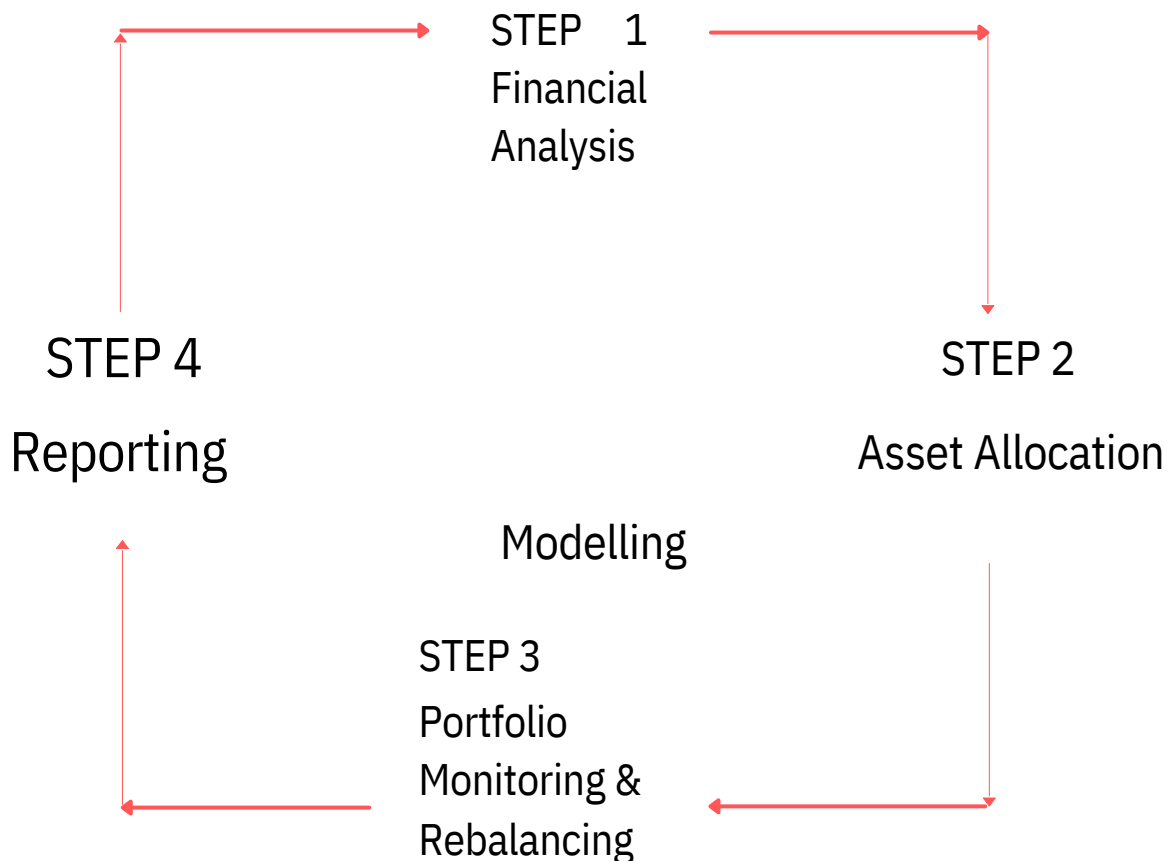 STEP 1
Financial
Analysis
STEP 4
Reporting
STEP 2
Asset Allocation
Modelling
STEP 3
Portfolio
Monitoring &
Rebalancing